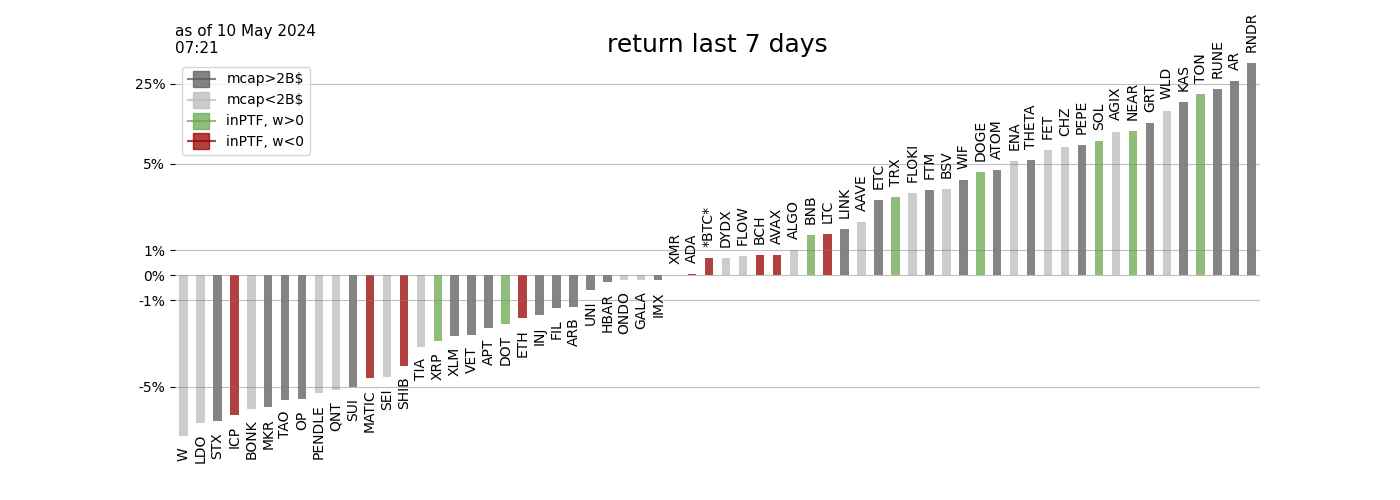 as of 10 May 2024
07:21
return last 7 days
mcap>2B$
mcap<2B$
inPTF, w>0
inPTF, w<0
25%
5%
1%
0%
-1%
-5%
W
LDO
STX
ICP
BONK
MKR
TAO
OP
PENDLE
QNT
SUI
MATIC
SEI
SHIB
TIA
XRP
XLM
VET
APT
DOT
ETH
INJ
FIL
ARB
UNI
HBAR
ONDO
GALA
IMX
XMR
ADA
*BTC*
DYDX
FLOW
BCH
AVAX
ALGO
BNB
LTC
LINK
AAVE
ETC
TRX
FLOKI
FTM
BSV
WIF
DOGE
ATOM
ENA
THETA
FET
CHZ
PEPE
SOL
AGIX
NEAR
GRT
WLD
KAS
TON
RUNE
AR
RNDR